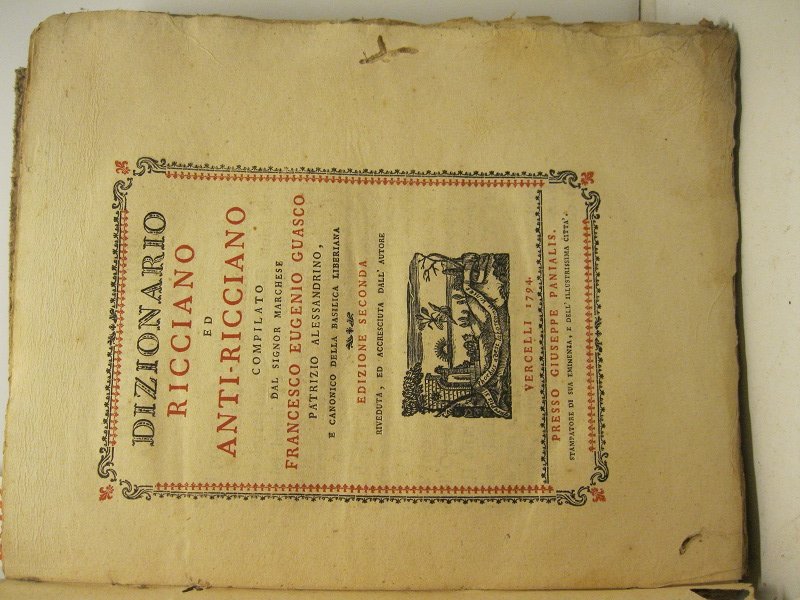 DIZIONARIO
RICCIANO
ED
ANTI-RICCIANO
COMPILATO
DAL SIGNOR MARCHESE
FRANCESCO EUGENIO GUASCO
PATRIZIO ALESSANDRINO,
E CANONICO DELLA BASILICA LIBERIANA
EDIZIONE SECONDA
RIVEDUTA, ED ACCRESCIUTA DALL' AUTORE
VERCELLI 1794.
PRESSO GIUSEPPE PANIALIS.
STAMPATORE DI SUA EMINENZA, E DELL' ILLUSTRISSIMA CITTA'.